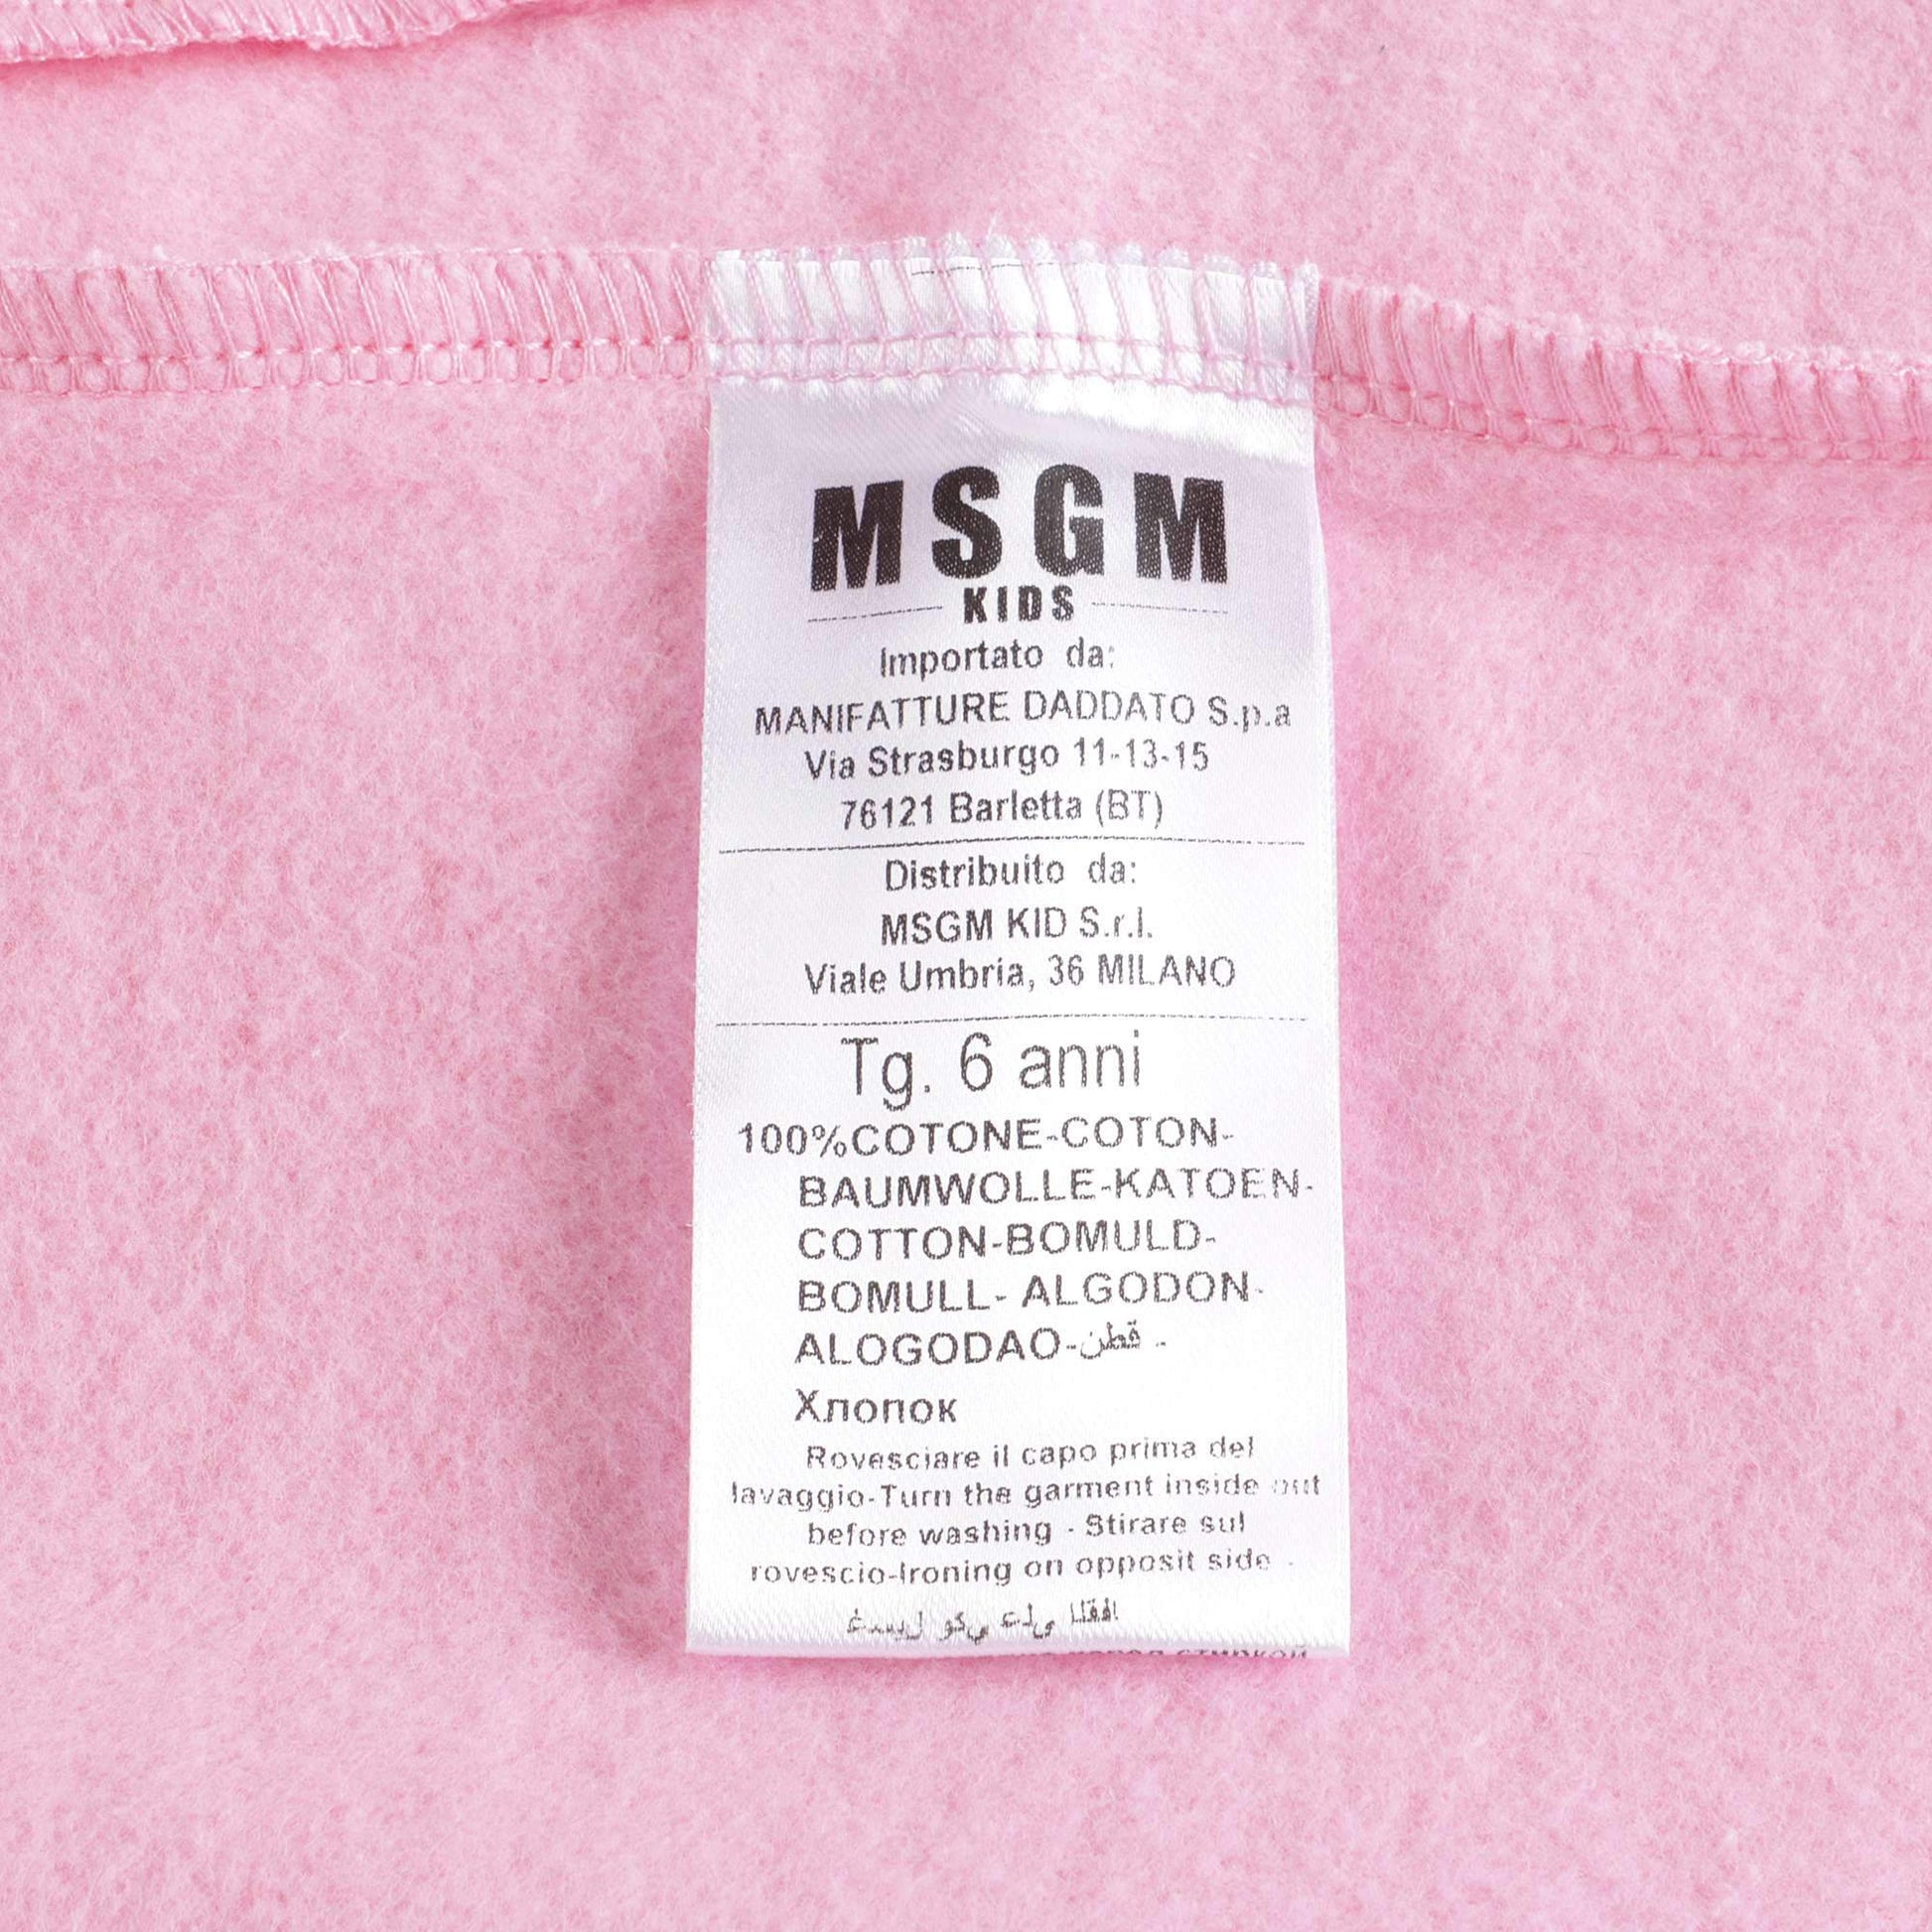 MSGM
KIDS
Importato da:
MANIFATTURE DADDATO S.p.a
Via Strasburgo 11-13-15
76121 Barletta (BT)
Distribuito da:
MSGM KID S.r.l.
Viale Umbria, 36 MILANO
Tg. 6 anni
100%COTONE-COTON-
BAUMWOLLE-KATOEN-
COTTON-BOMULD-
BOMULL- ALGODON-
ALOGODAO-قطن -
Хлопок
Rovesciare il capo prima del
lavaggio-Turn the garment inside out
before washing - Stirare sul
rovescio-Ironing on opposit side -
стиркой